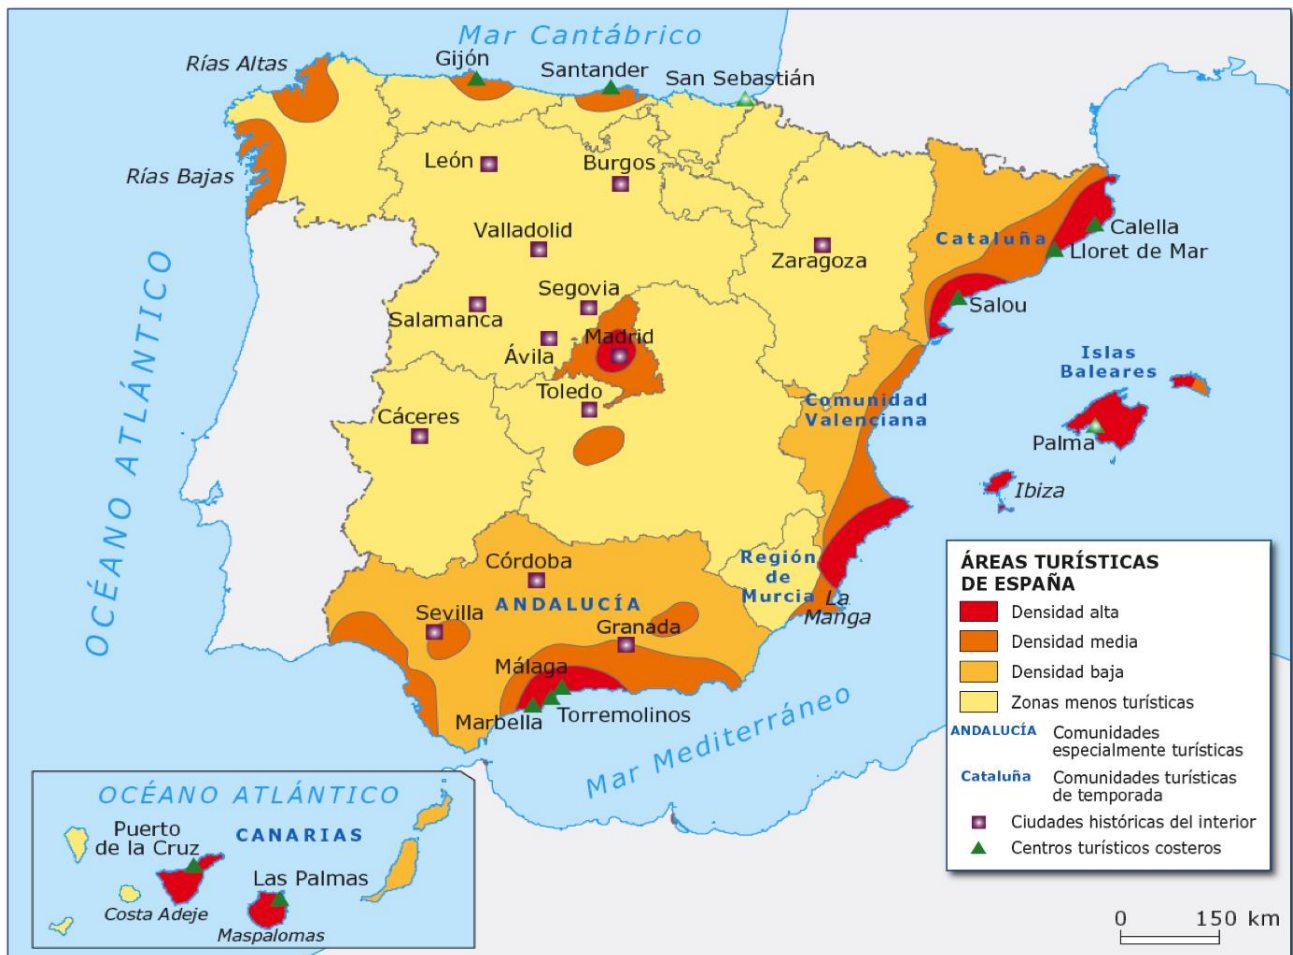 Mar Cantábrico
Rías Altas
Gijón
Santander
San Sebastián
Rías Bajas
León
Burgos
Valladolid
Zaragoza
Cataluña
Calella
Lloret de Mar
Segovia
Salamanca
Salou
Ávila
Madrid
Islas
Baleares
OCÉANO ATLÁNTICO
Toledo
Cáceres
Comunidad
Valenciana
Palma
Ibiza
Córdoba
Región
de
Murcia
ANDALUCÍA
La
Manga
Sevilla
Granada
Málaga
Marbella
Torremolinos
Mar Mediterráneo
ÁREAS TURÍSTICAS
DE ESPAÑA
Densidad alta
Densidad media
Densidad baja
Zonas menos turísticas
ANDALUCÍA Comunidades
especialmente turísticas
Cataluña Comunidades turísticas
de temporada
Ciudades históricas del interior
Centros turísticos costeros
OCÉANO ATLÁNTICO
CANARIAS
Puerto
de la Cruz
Las Palmas
Costa Adeje
Maspalomas
0 150 km